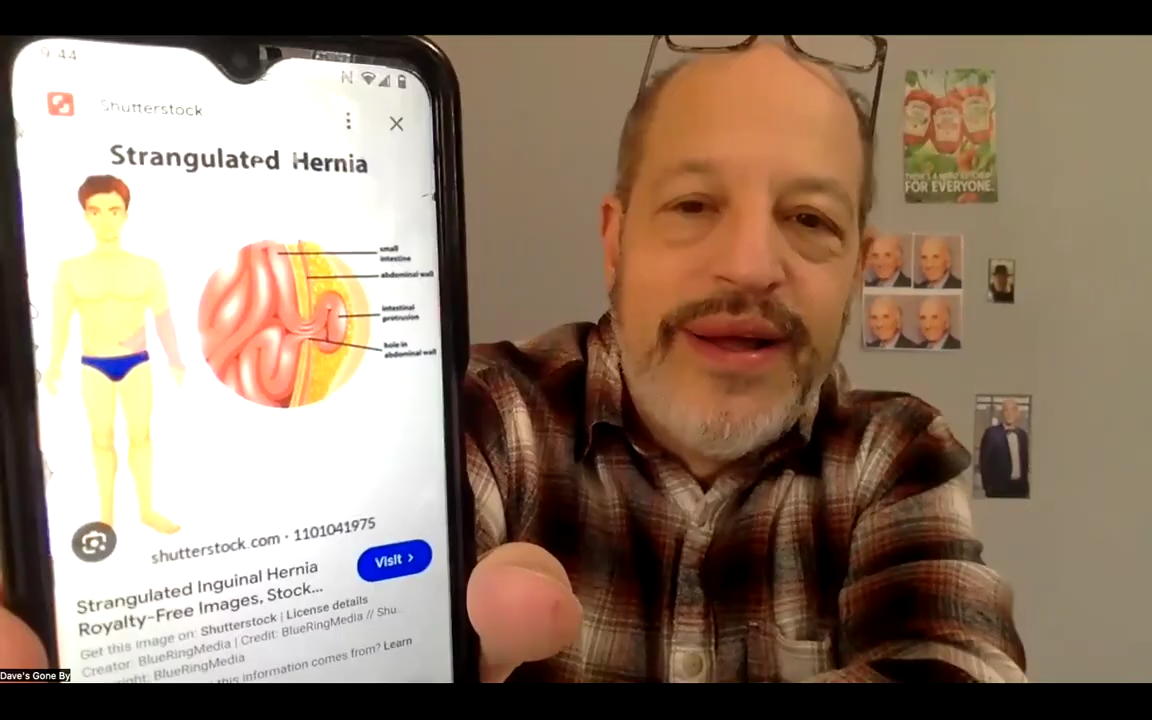 9:44
Shutterstock
Strangulated Hernia
small
intestine
abdominal wall
intestinal
protrusion
hole in
abdominal wall
shutterstock.com · 1101041975
Strangulated Inguinal Hernia
Royalty-Free Images, Stock...
Visit >
Get this image on: Shutterstock | License details
Creator: BlueRingMedia | Credit: BlueRingMedia // Shu...
BlueRingMedia
this information comes from? Learn
Dave's Gone By
THERE'S A
FOR EVERYONE.